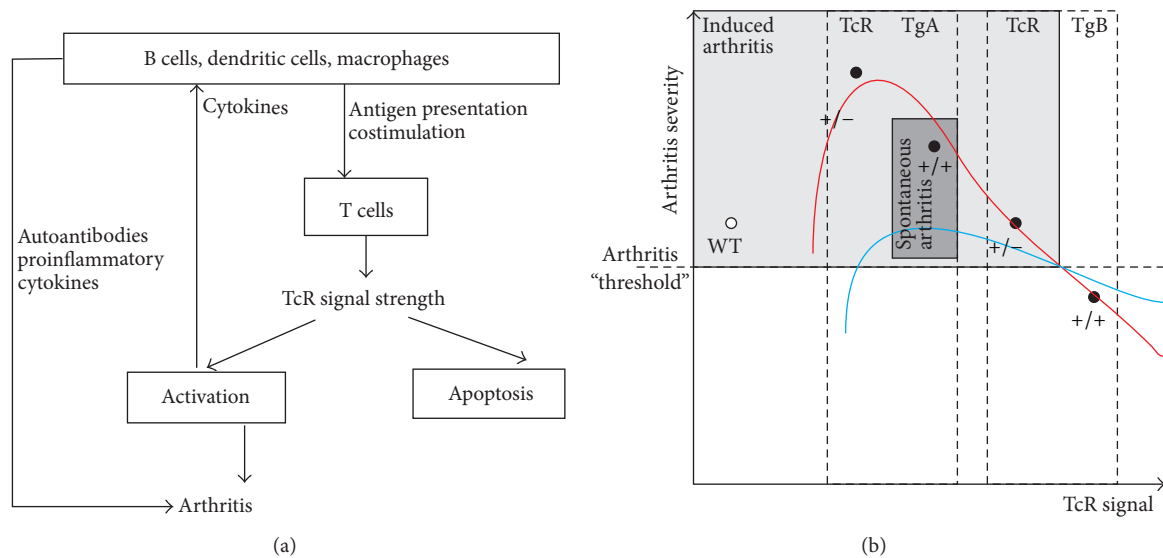 B cells, dendritic cells, macrophages
Cytokines
Antigen presentation
costimulation
T cells
Autoantibodies
proinflammatory
cytokines
TcR signal strength
Activation
Apoptosis
Arthritis
(a)
Induced
arthritis
TcR
TgA
TcR
TgB
Arthritis severity
+/−
+/+
Spontaneous
arthritis
WT
+/−
Arthritis
“threshold”
+/+
TcR signal
(b)